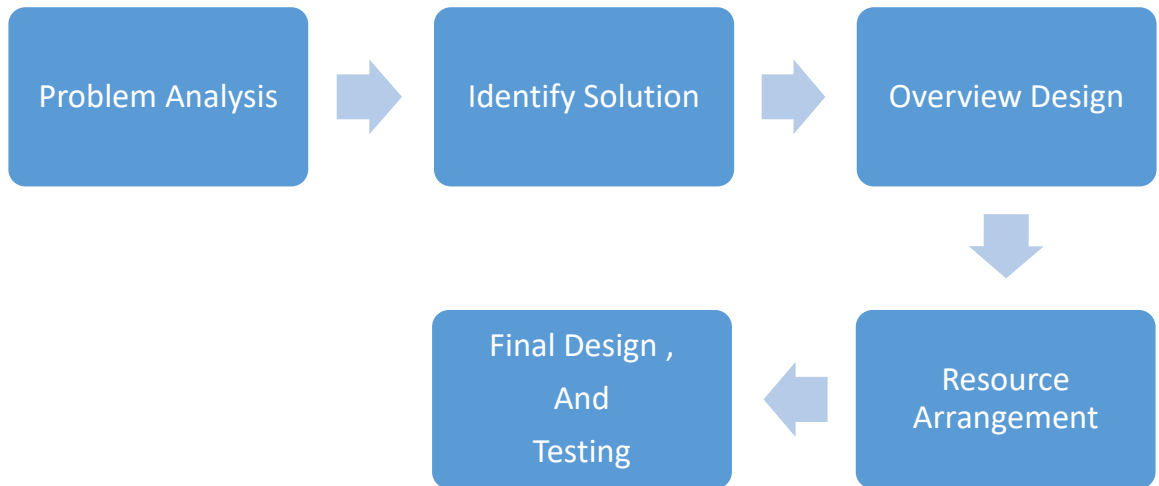 Problem Analysis
Identify Solution
Overview Design
Resource
Arrangement
Final Design ,
And
Testing